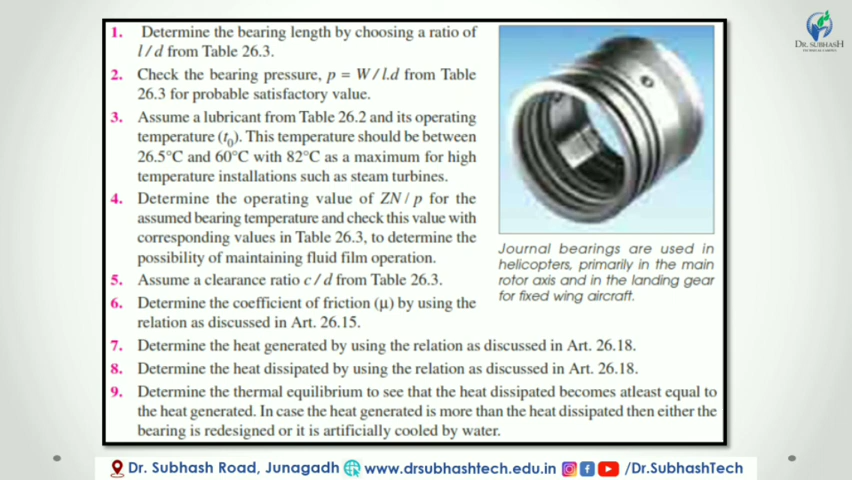 1. Determine the bearing length by choosing a ratio of
l / d from Table 26.3.
2. Check the bearing pressure, p = W / l.d from Table
26.3 for probable satisfactory value.
3. Assume a lubricant from Table 26.2 and its operating
temperature (t0). This temperature should be between
26.5°C and 60°C with 82°C as a maximum for high
temperature installations such as steam turbines.
4. Determine the operating value of ZN / p for the
assumed bearing temperature and check this value with
corresponding values in Table 26.3, to determine the
possibility of maintaining fluid film operation.
5. Assume a clearance ratio c / d from Table 26.3.
6. Determine the coefficient of friction (μ) by using the
relation as discussed in Art. 26.15.
7. Determine the heat generated by using the relation as discussed in Art. 26.18.
8. Determine the heat dissipated by using the relation as discussed in Art. 26.18.
9. Determine the thermal equilibrium to see that the heat dissipated becomes atleast equal to
the heat generated. In case the heat generated is more than the heat dissipated then either the
bearing is redesigned or it is artificially cooled by water.
Journal bearings are used in
helicopters, primarily in the main
rotor axis and in the landing gear
for fixed wing aircraft.
DR. SUBHASH
Dr. Subhash Road, Junagadh www.drsubhashtech.edu.in /Dr.SubhashTech